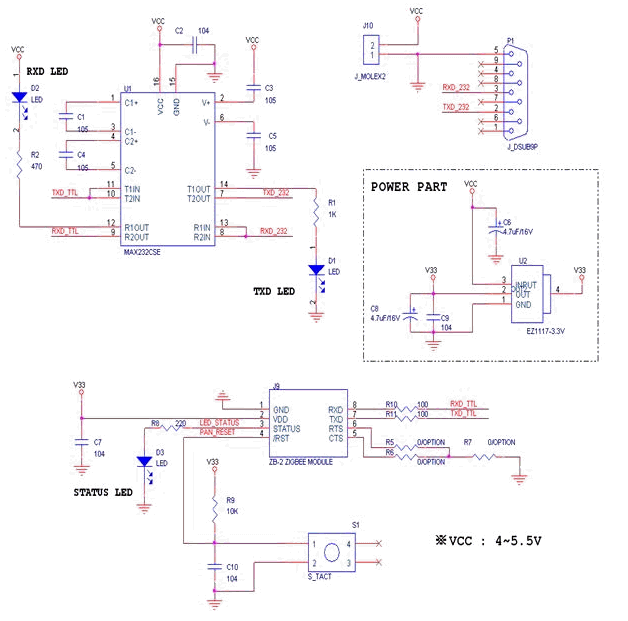 VCC
C2 104
VCC
VCC
J10
2
1
J_MOLEX2
P1
5
9
4
8
3
7
2
6
1
RXD_232
TXD_232
J_DSUB9P
RXD LED
1
D2
LED
2
R2
470
U1
16
15
VCC
GND
1 C1+
3 C1-
4 C2+
5 C2-
11 T1IN
10 T2IN
12 R1OUT
9 R2OUT
V+ 2
V- 6
T1OUT 14
T2OUT 7
R1IN 13
R2IN 8
MAX232CSE
C1
105
C4
105
C3
105
C5
105
TXD_TTL
RXD_TTL
TXD_232
RXD_232
R1
1K
1
D1
LED
2
TXD LED
POWER PART
VCC
C6
4.7uF/16V
V33
U2
3 INPUT
2 OUT
1 GND
4
V33
C8
4.7uF/16V
C9
104
EZ1117-3.3V
V33
R8 220
LED_STATUS
PAN_RESET
J9
1 GND
2 VDD
3 STATUS
4 /RST
RXD 8
TXD 7
RTS 6
CTS 5
ZB-2 ZIGBEE MODULE
R10 100 RXD_TTL
R11 100 TXD_TTL
R5 0/OPTION
R6 0/OPTION
R7 0/OPTION
C7
104
D3
LED
STATUS LED
V33
R9
10K
C10
104
S1
1 4
2 3
S_TACT
※VCC : 4~5.5V